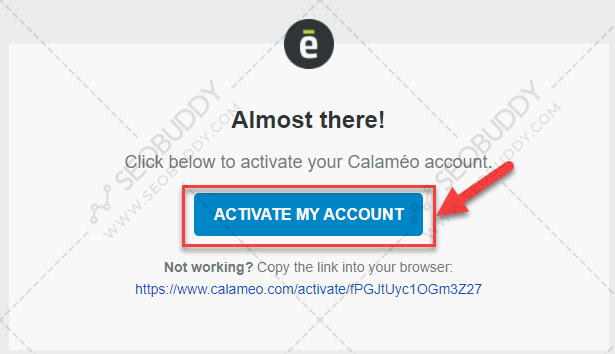 ē
Almost there!
Click below to activate your Calaméo account.
ACTIVATE MY ACCOUNT
Not working? Copy the link into your browser:
https://www.calameo.com/activate/fPGJtUyc1OGm3Z27
SEOBUDDY
WWW.SEOBUDDY.COM
SEOBUDDY
WWW.SEOBUDDY.COM